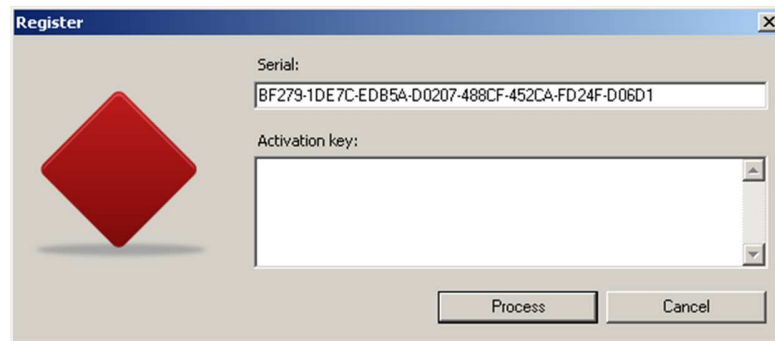 Register
Serial:
BF279-1DE7C-EDB5A-D0207-488CF-452CA-FD24F-D06D1
Activation key:
Process Cancel